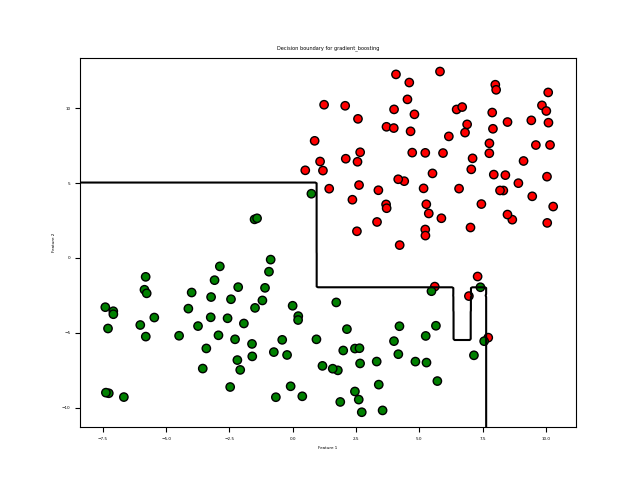 Decision boundary for gradient_boosting
Feature 2
10
5
0
−5
−10
−7.5 −5.0 −2.5 0.0 2.5 5.0 7.5 10.0
Feature 1